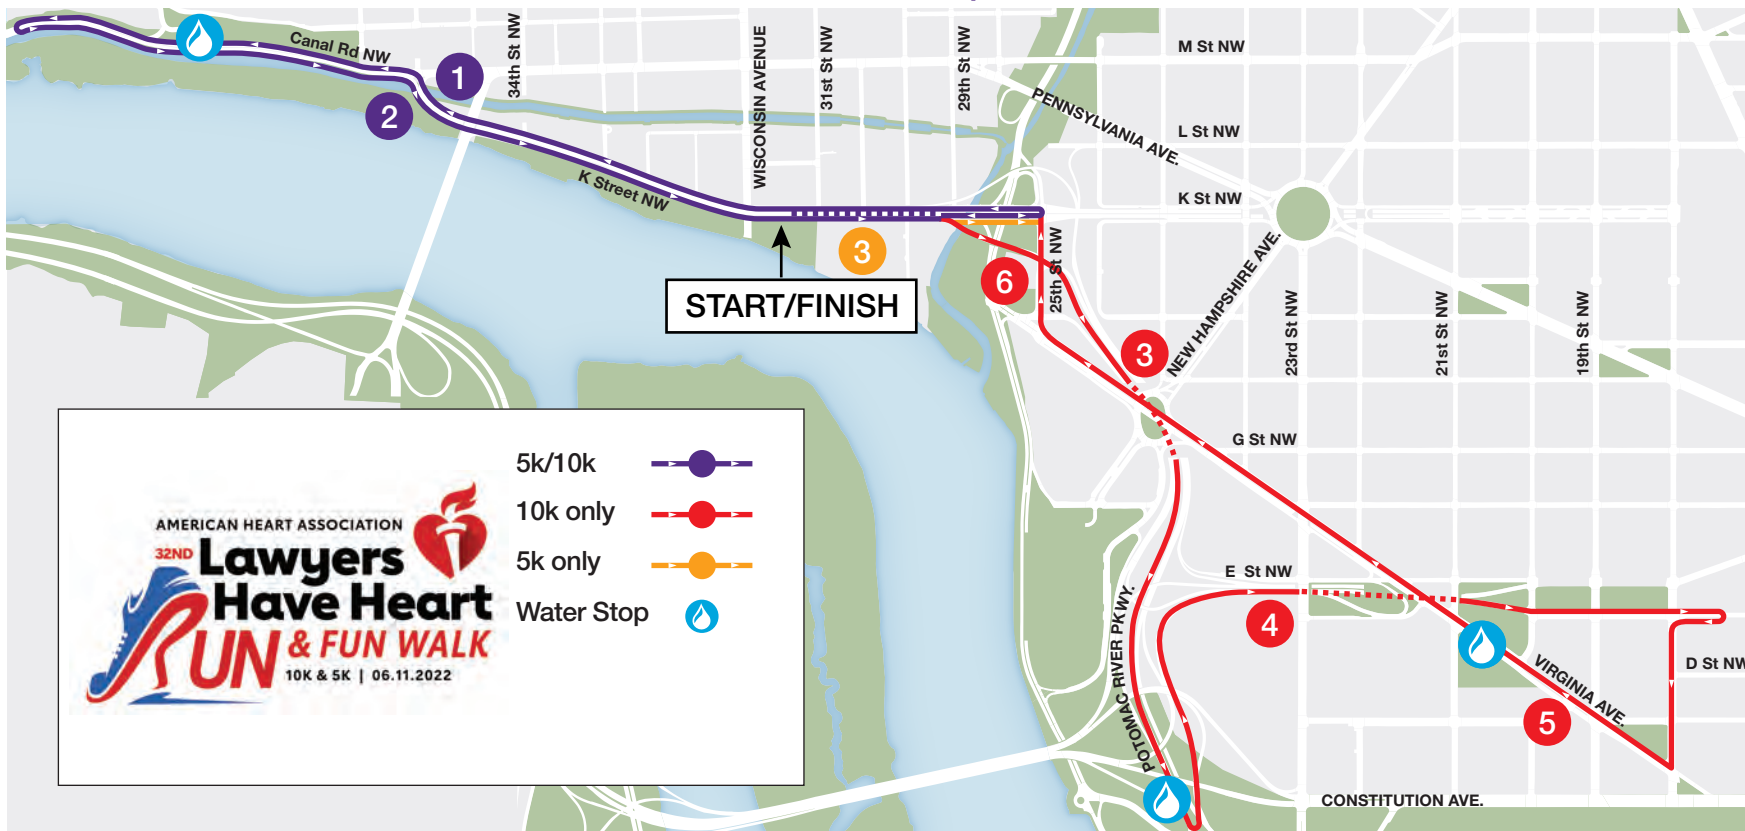 Canal Rd NW
1
2
34th St NW
WISCONSIN AVENUE
31st St NW
29th St NW
M St NW
PENNSYLVANIA AVE.
L St NW
K St NW
K Street NW
3
START/FINISH
6
25th St NW
3
NEW HAMPSHIRE AVE.
23rd St NW
21st St NW
19th St NW
G St NW
E St NW
4
POTOMAC RIVER PKWY.
D St NW
VIRGINIA AVE.
5
CONSTITUTION AVE.
5k/10k
10k only
5k only
Water Stop
AMERICAN HEART ASSOCIATION
32ND Lawyers
Have Heart
RUN & FUN WALK
10K & 5K | 06.11.2022